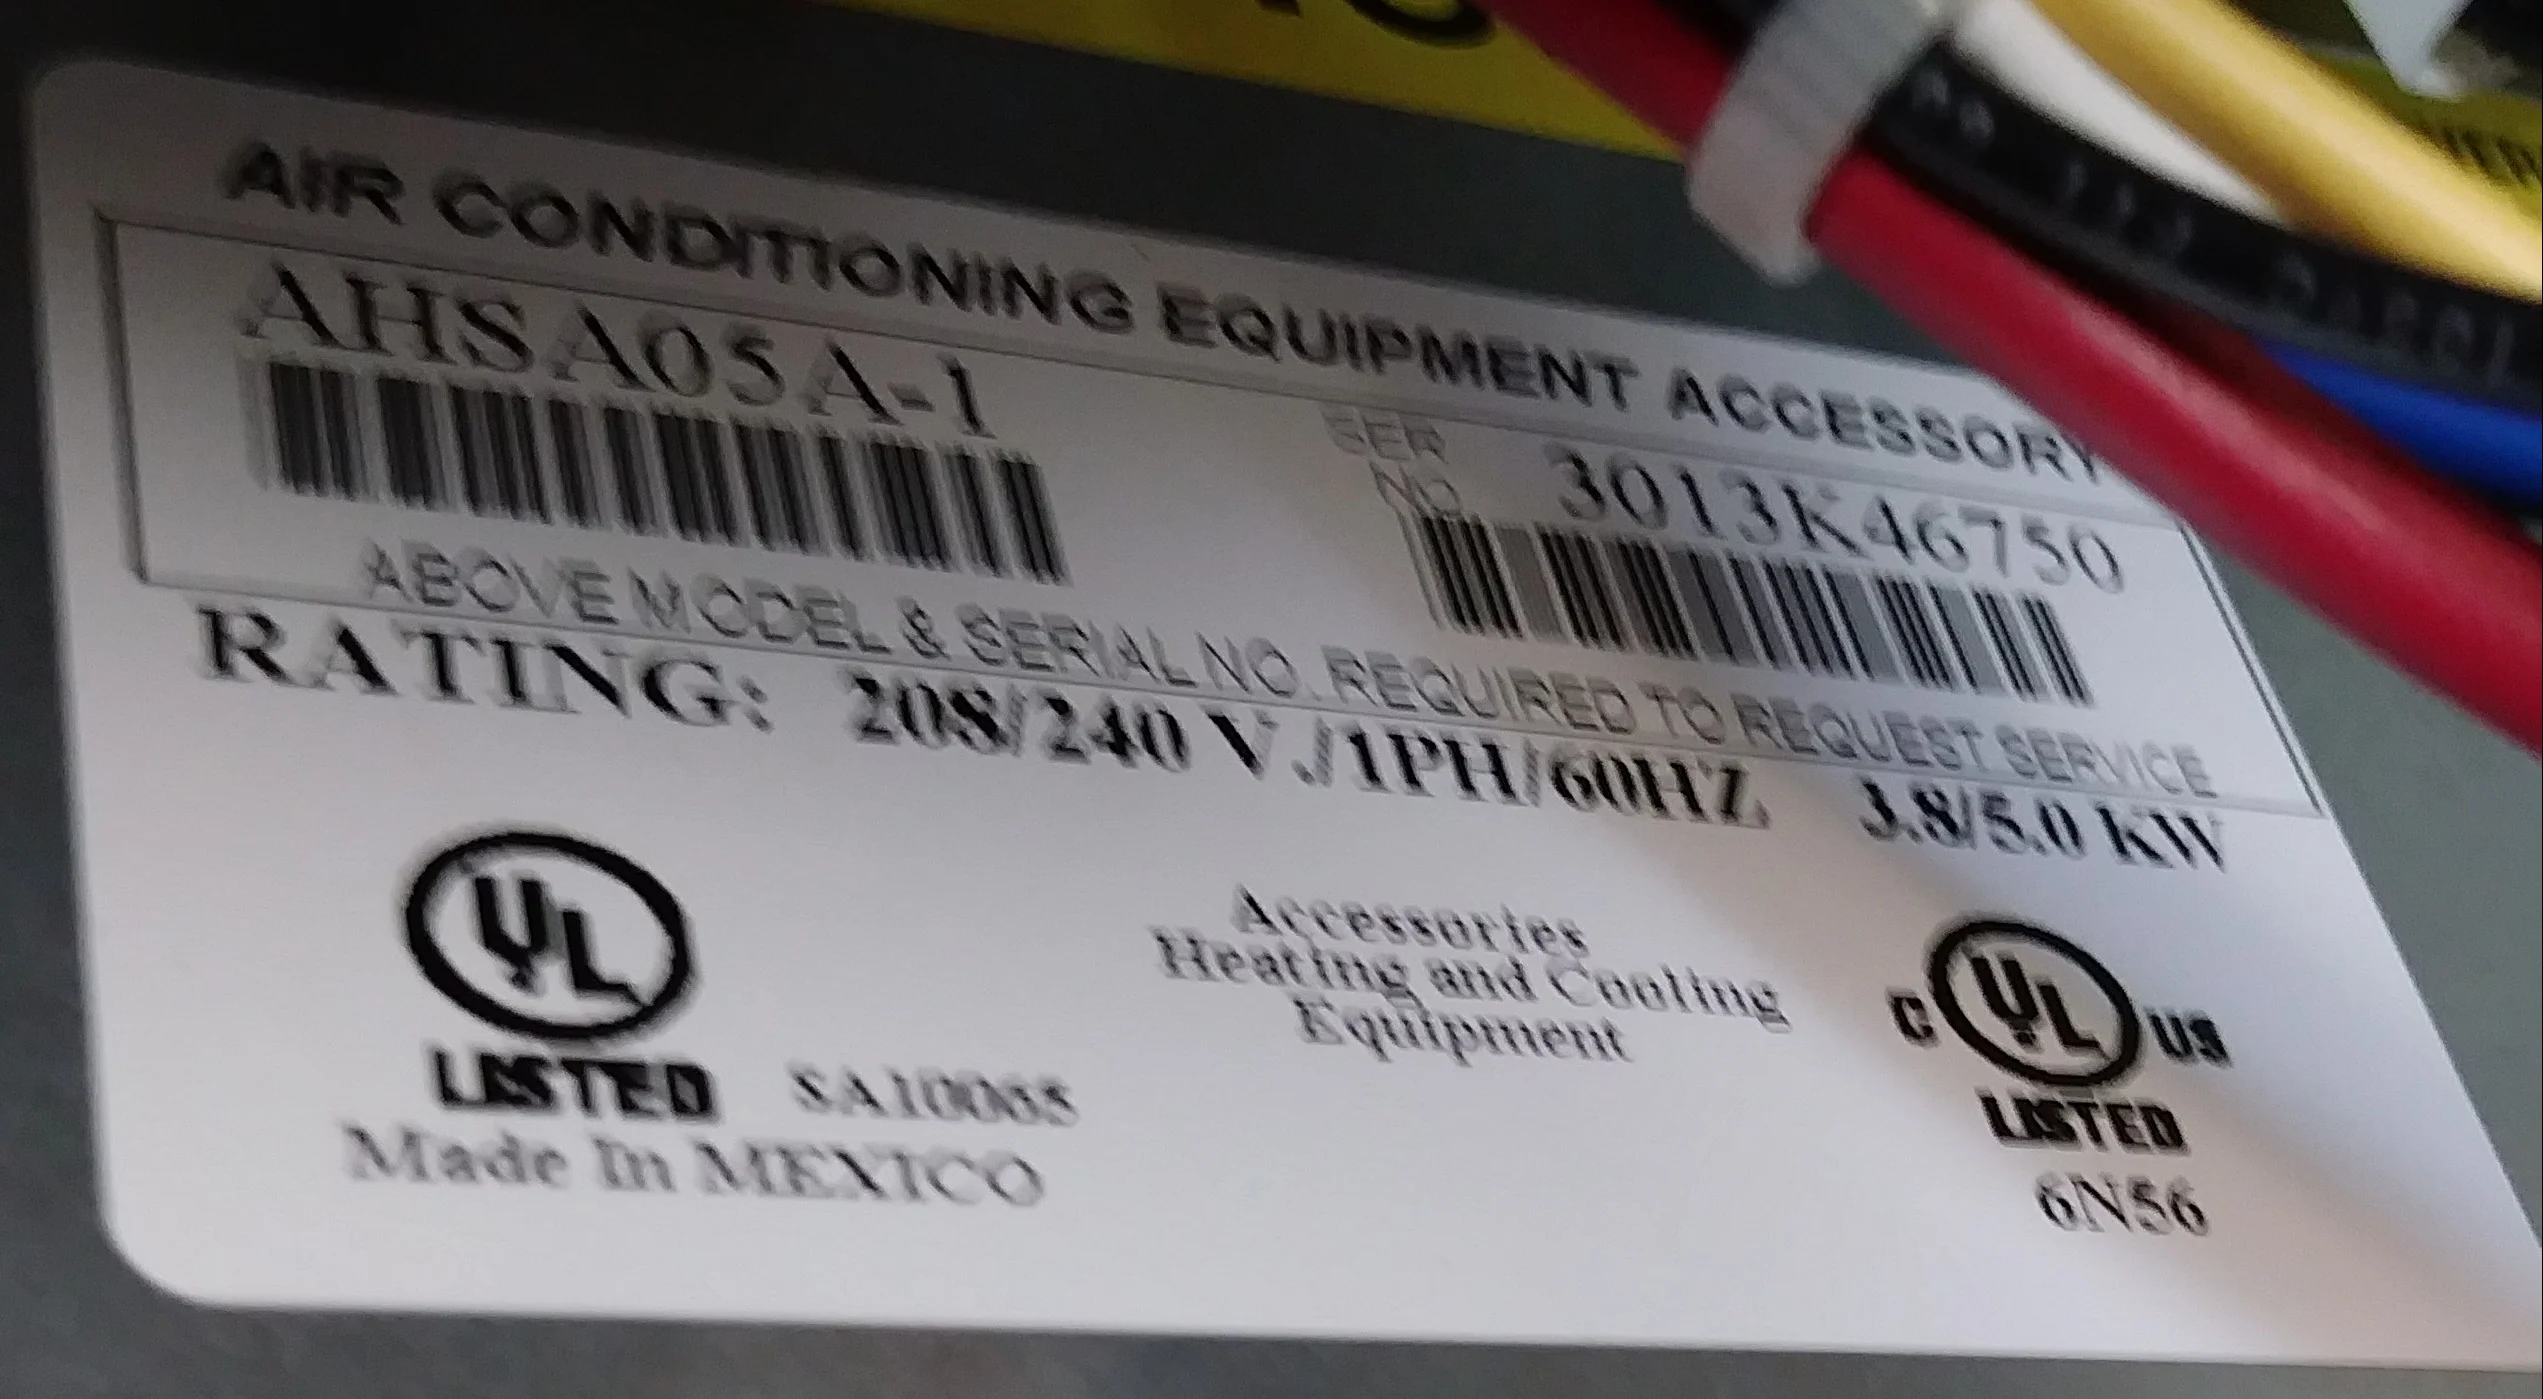 AIR CONDITIONING EQUIPMENT ACCESSORY
AHSA05A-1
SER
NO.
3013K46750
ABOVE MODEL & SERIAL NO. REQUIRED TO REQUEST SERVICE
RATING: 208/240 V./1PH/60HZ 3.8/5.0 kW
UL
LISTED
SA10065
Made In MEXICO
Accessories
Heating and Cooling
Equipment
C UL US
LISTED
6N56